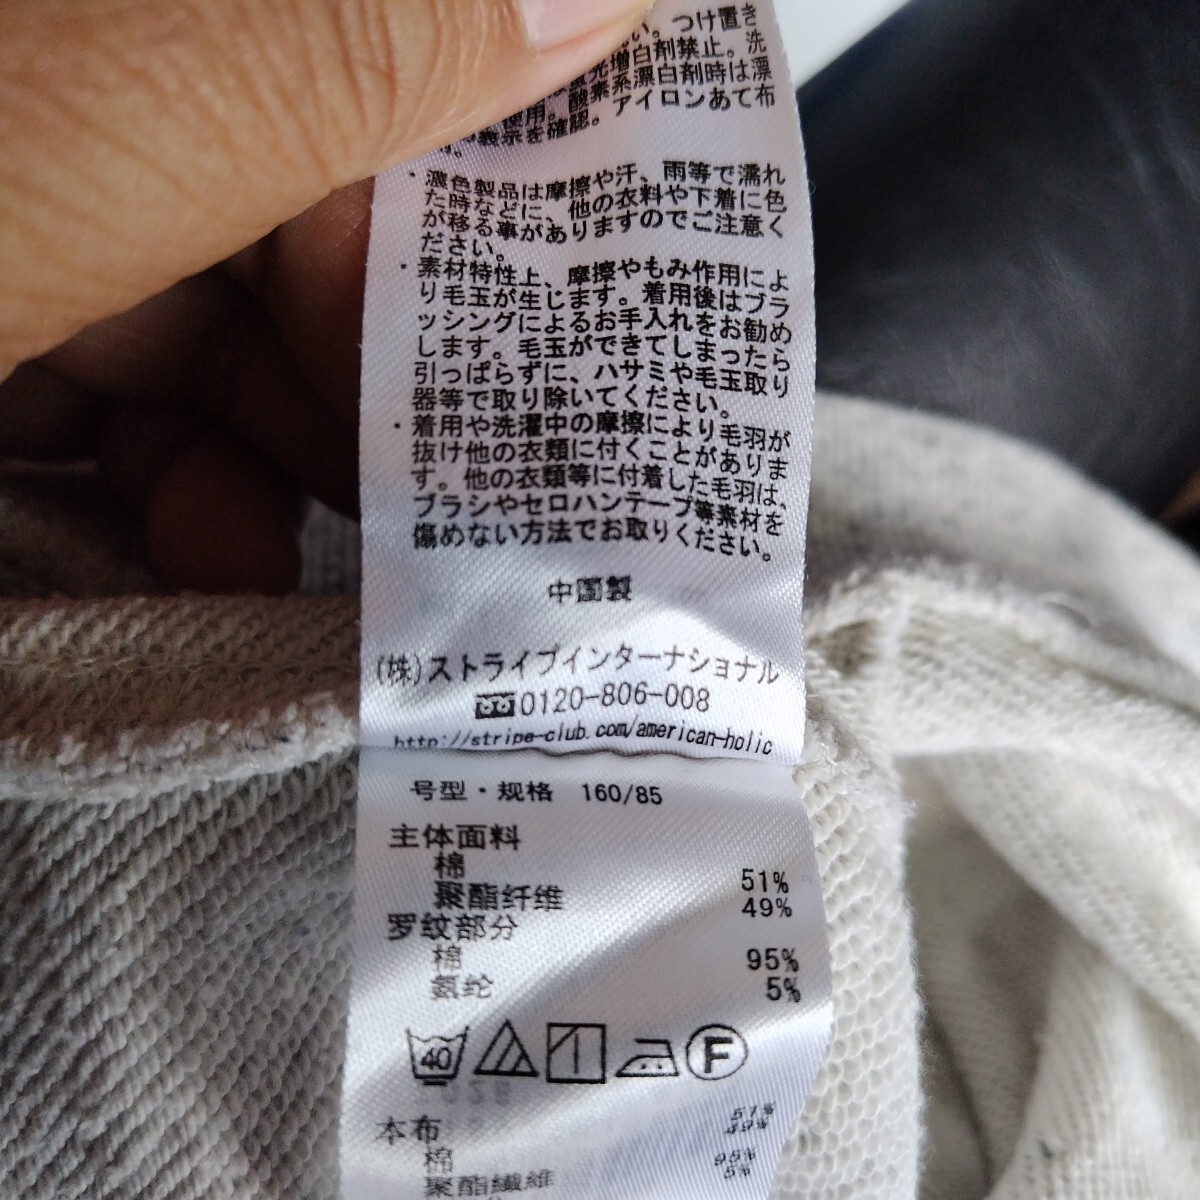 い。つけ置き
光増白剤禁止。洗
使用。酸素系漂白剤時は漂
表示を確認。アイロンあて布
・濃色製品は摩擦や汗、雨等で濡れ
た時などに、他の衣料や下着に色
が移る事がありますのでご注意く
ださい。
・素材特性上、摩擦やもみ作用によ
り毛玉が生じます。着用後はブラ
ッシングによるお手入れをお勧め
します。毛玉ができてしまったら
引っぱらずに、ハサミや毛玉取り
器等で取り除いてください。
・着用や洗濯中の摩擦により毛羽が
抜け他の衣類に付くことがありま
す。他の衣類等に付着した毛羽は、
ブラシやセロハンテープ等素材を
傷めない方法でお取りください。
中国製
(株)ストライプインターナショナル
0120-806-008
http://stripe-club.com/american-holic
号型・规格 160/85
主体面料
棉 51%
聚酯纤维 49%
罗纹部分
棉 95%
氨纶 5%
40 F
本布 51%
49%
棉 95%
聚酯纖維 5%